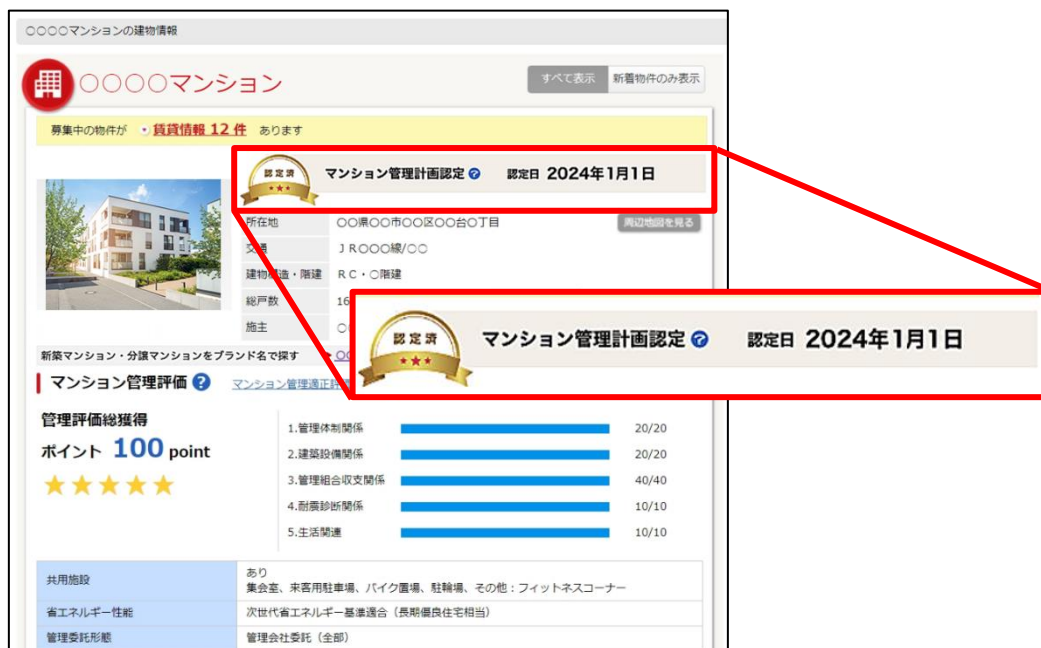 ○○○○マンションの建物情報
○○○○マンション
すべて表示 新着物件のみ表示
募集中の物件が 賃貸情報 12 件 あります
認定済 マンション管理計画認定 ? 認定日 2024年1月1日
所在地 ○○県○○市○○区○○台○丁目 周辺地図を見る
交通 ＪＲ○○○線/○○
建物構造・階建 ＲＣ・○階建
総戸数 16
施主
認定済 マンション管理計画認定 ? 認定日 2024年1月1日
新築マンション・分譲マンションをブランド名で探す
マンション管理評価 ? マンション管理適正評
管理評価総獲得
ポイント 100 point
1.管理体制関係 20/20
2.建築設備関係 20/20
3.管理組合収支関係 40/40
4.耐震診断関係 10/10
5.生活関連 10/10
共用施設 あり
集会室、来客用駐車場、バイク置場、駐輪場、その他：フィットネスコーナー
省エネルギー性能 次世代省エネルギー基準適合（長期優良住宅相当）
管理委託形態 管理会社委託（全部）